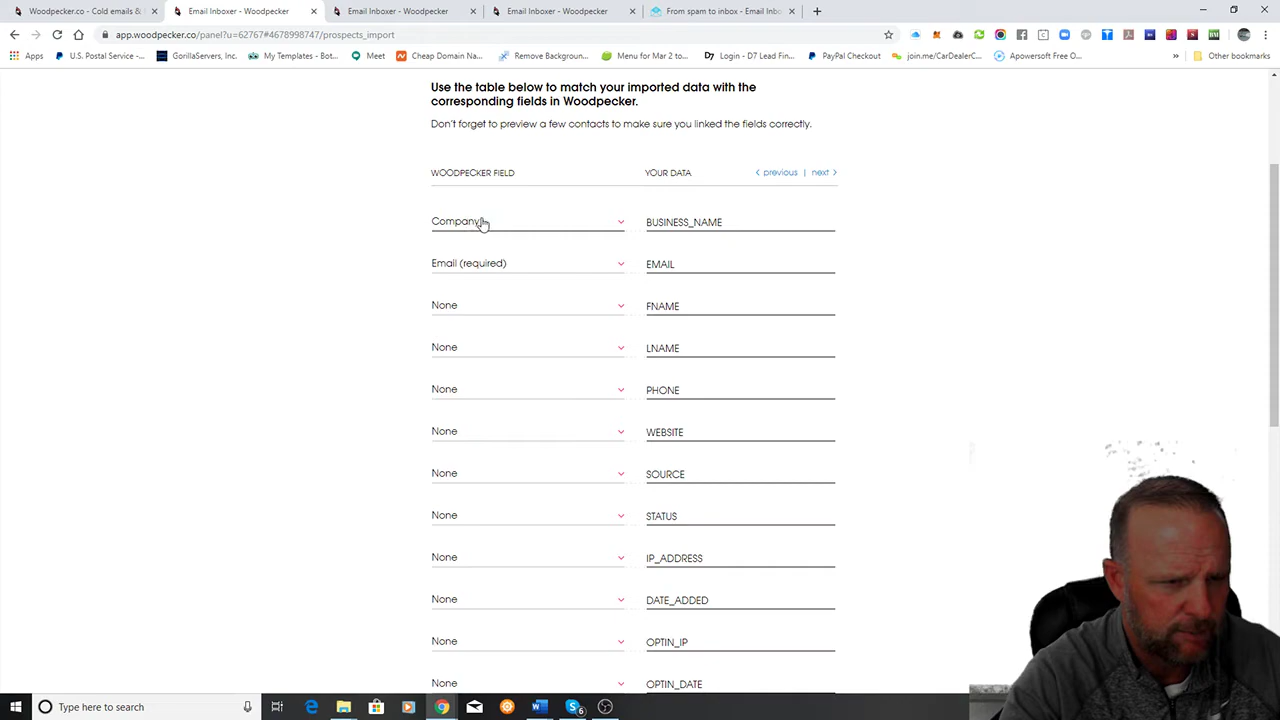 Woodpecker.co - Cold emails &
Email Inboxer - Woodpecker
Email Inboxer - Woodpecker
Email Inboxer - Woodpecker
From spam to inbox - Email Inbo
app.woodpecker.co/panel?u=62767#4678998747/prospects_import
Apps
U.S. Postal Service -...
GorillaServers, Inc.
My Templates - Bot...
Meet
Cheap Domain Na...
Remove Backgroun...
Menu for Mar 2 to...
Login - D7 Lead Fin...
PayPal Checkout
join.me/CarDealerC...
Apowersoft Free O...
»
Other bookmarks
Use the table below to match your imported data with the
corresponding fields in Woodpecker.
Don't forget to preview a few contacts to make sure you linked the fields correctly.
WOODPECKER FIELD YOUR DATA < previous | next >
Company BUSINESS_NAME
Email (required) EMAIL
None FNAME
None LNAME
None PHONE
None WEBSITE
None SOURCE
None STATUS
None IP_ADDRESS
None DATE_ADDED
None OPTIN_IP
None OPTIN_DATE
Type here to search